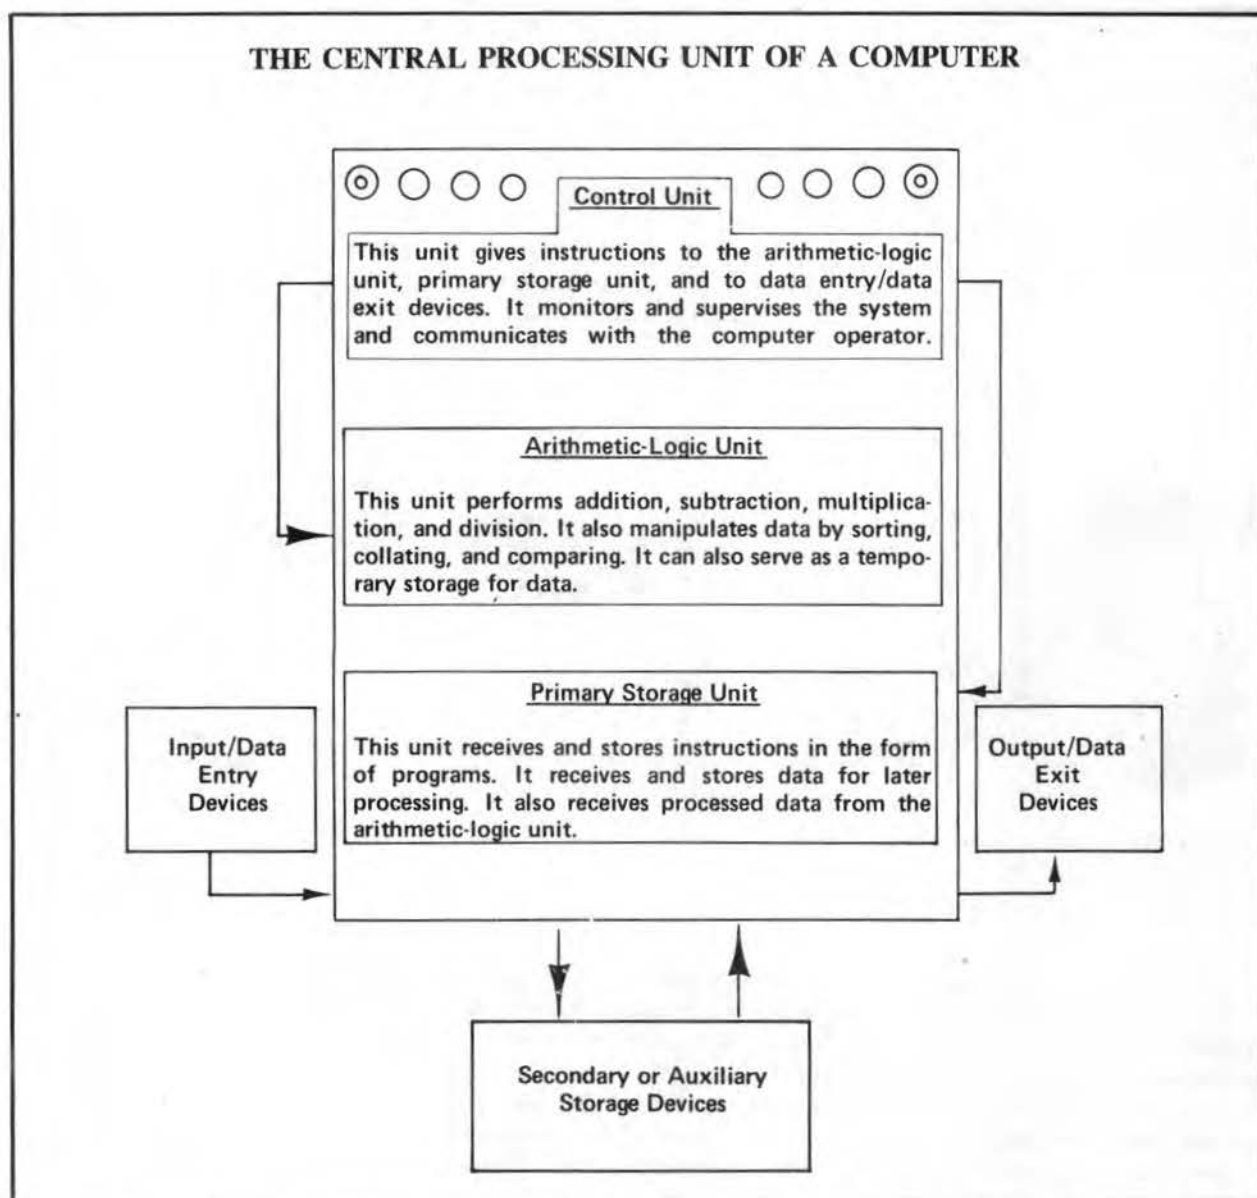 THE CENTRAL PROCESSING UNIT OF A COMPUTER
Control Unit
This unit gives instructions to the arithmetic-logic
unit, primary storage unit, and to data entry/data
exit devices. It monitors and supervises the system
and communicates with the computer operator.
Arithmetic-Logic Unit
This unit performs addition, subtraction, multiplica-
tion, and division. It also manipulates data by sorting,
collating, and comparing. It can also serve as a tempo-
rary storage for data.
Primary Storage Unit
This unit receives and stores instructions in the form
of programs. It receives and stores data for later
processing. It also receives processed data from the
arithmetic-logic unit.
Input/Data
Entry
Devices
Output/Data
Exit
Devices
Secondary or Auxiliary
Storage Devices